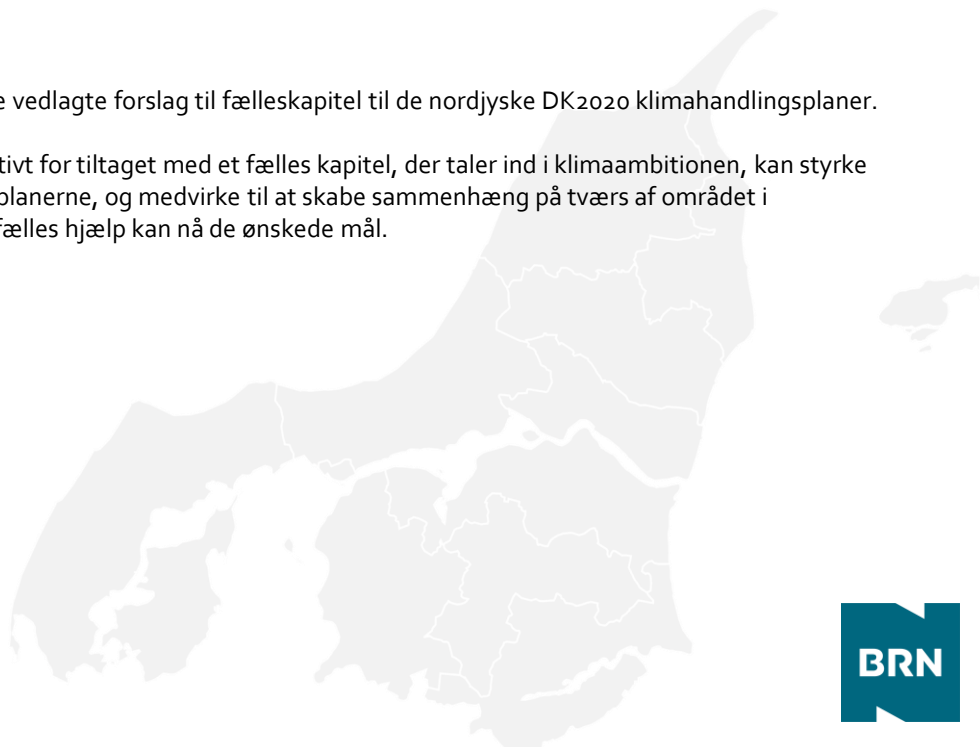 e vedlagte forslag til fælleskapitel til de nordjyske DK2020 klimahandlingsplaner.
tivt for tiltaget med et fælles kapitel, der taler ind i klimaambitionen, kan styrke
planerne, og medvirke til at skabe sammenhæng på tværs af området i
fælles hjælp kan nå de ønskede mål.
BRN